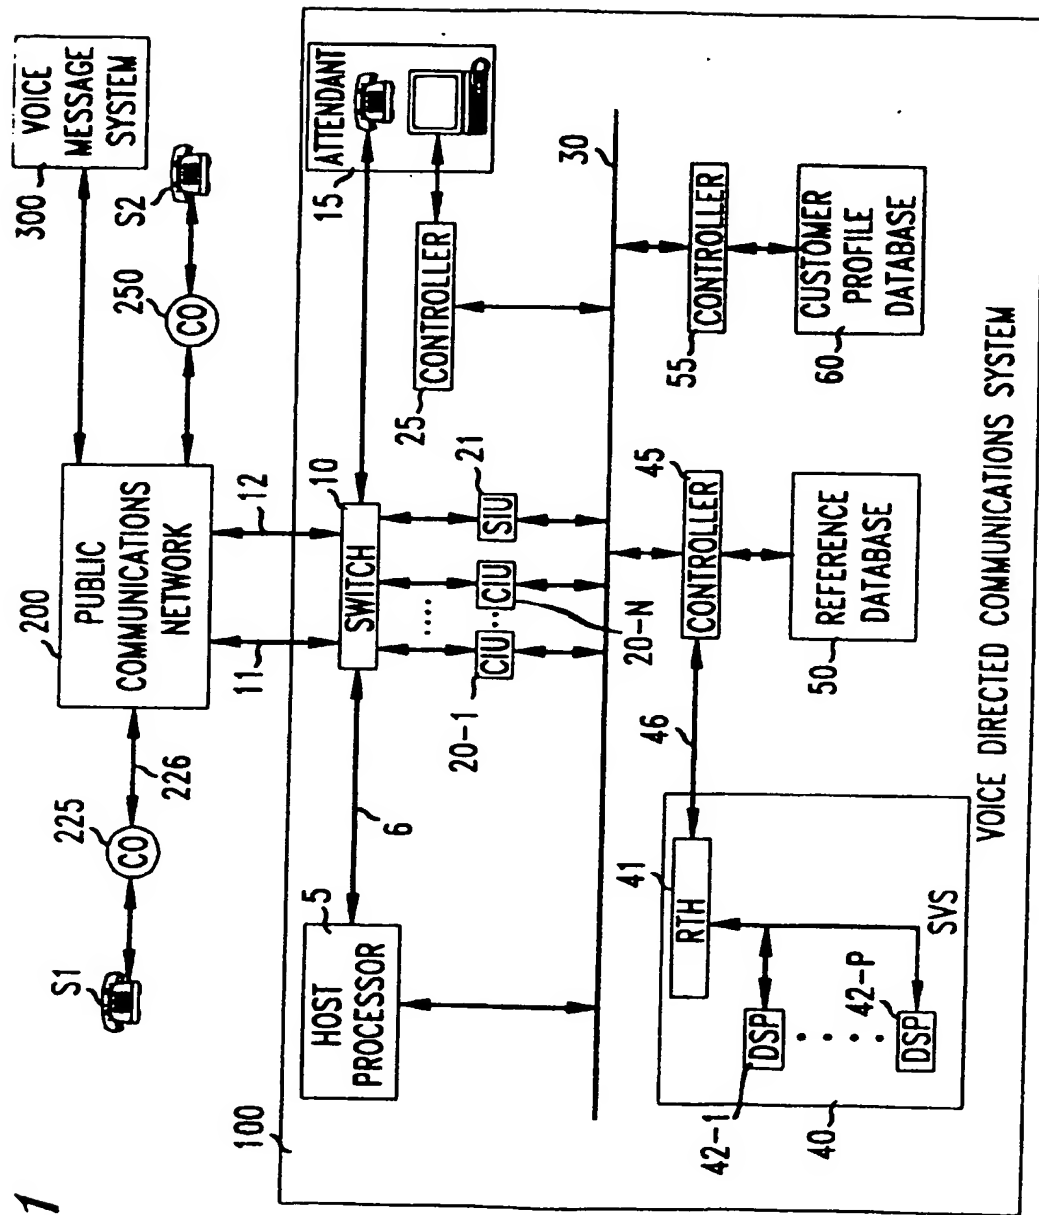 1
S1
225
CO
226
200
PUBLIC
COMMUNICATIONS
NETWORK
250
CO
S2
300
VOICE
MESSAGE
SYSTEM
11
12
100
HOST
PROCESSOR
5
6
SWITCH
10
15
ATTENDANT
20-1
CIU
CIU
20-N
SIU
21
25
CONTROLLER
30
RTH
41
46
DSP
42-1
DSP
42-P
SVS
40
CONTROLLER
45
REFERENCE
DATABASE
50
55
CONTROLLER
CUSTOMER
PROFILE
DATABASE
60
VOICE DIRECTED COMMUNICATIONS SYSTEM